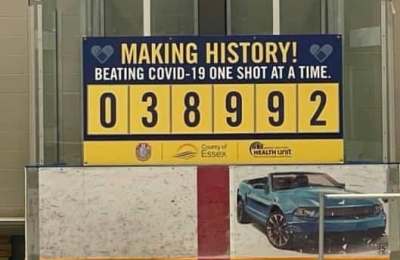 MAKING HISTORY!
BEATING COVID-19 ONE SHOT AT A TIME.
038992
County of
Essex
HEALTH UNIT